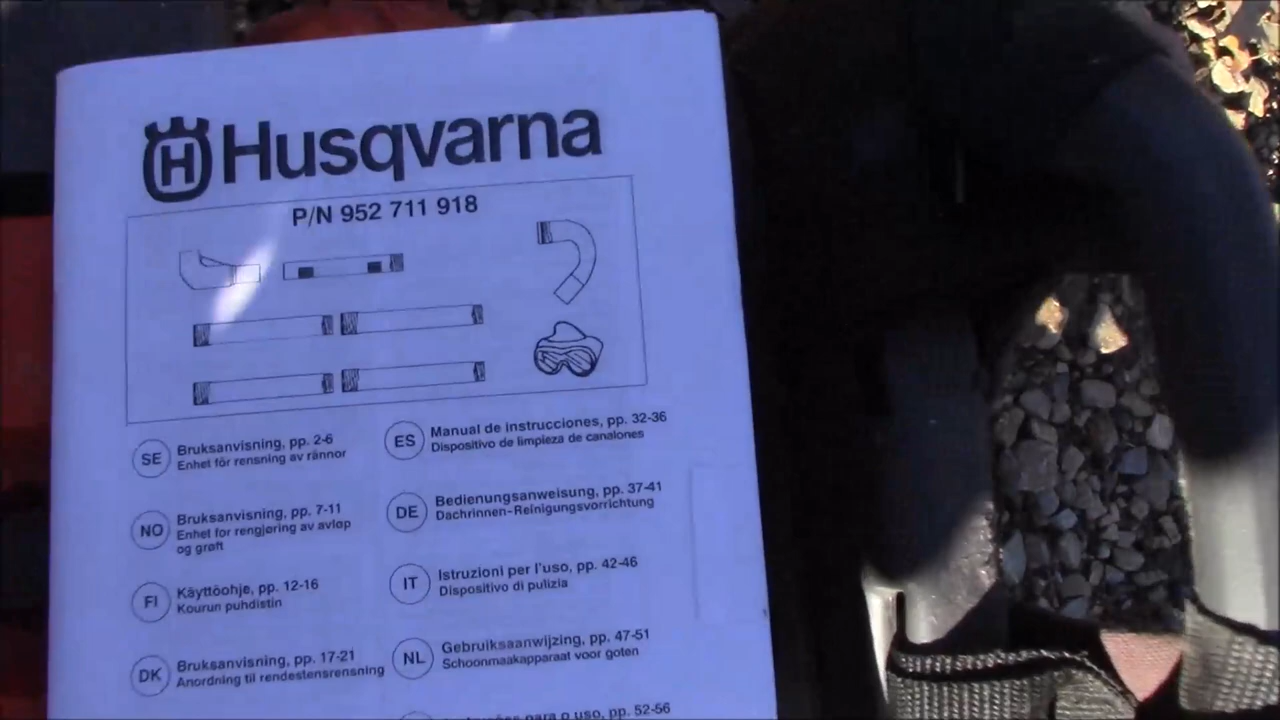 Husqvarna
P/N 952 711 918
SE
Bruksanvisning, pp. 2-6
Enhet för rensning av rännor
NO
Bruksanvisning, pp. 7-11
Enhet for rengjøring av avløp
og grøft
FI
Käyttöohje, pp. 12-16
Kourun puhdistin
DK
Bruksanvisning, pp. 17-21
Anordning til rendestensrensning
ES
Manual de instrucciones, pp. 32-36
Dispositivo de limpieza de canalones
DE
Bedienungsanweisung, pp. 37-41
Dachrinnen-Reinigungsvorrichtung
IT
Istruzioni per l'uso, pp. 42-46
Dispositivo di pulizia
NL
Gebruiksaanwijzing, pp. 47-51
Schoonmaakapparaat voor goten
para o uso, pp. 52-56